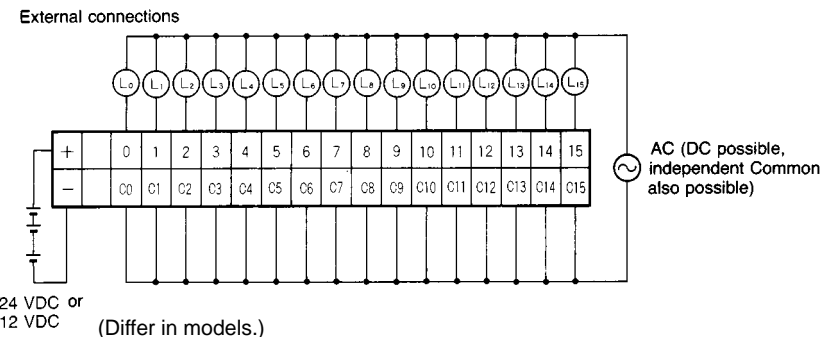 External connections
L0 L1 L2 L3 L4 L5 L6 L7 L8 L9 L10 L11 L12 L13 L14 L15
+ 0 1 2 3 4 5 6 7 8 9 10 11 12 13 14 15
− C0 C1 C2 C3 C4 C5 C6 C7 C8 C9 C10 C11 C12 C13 C14 C15
AC (DC possible,
independent Common
also possible)
24 VDC or
12 VDC
(Differ in models.)